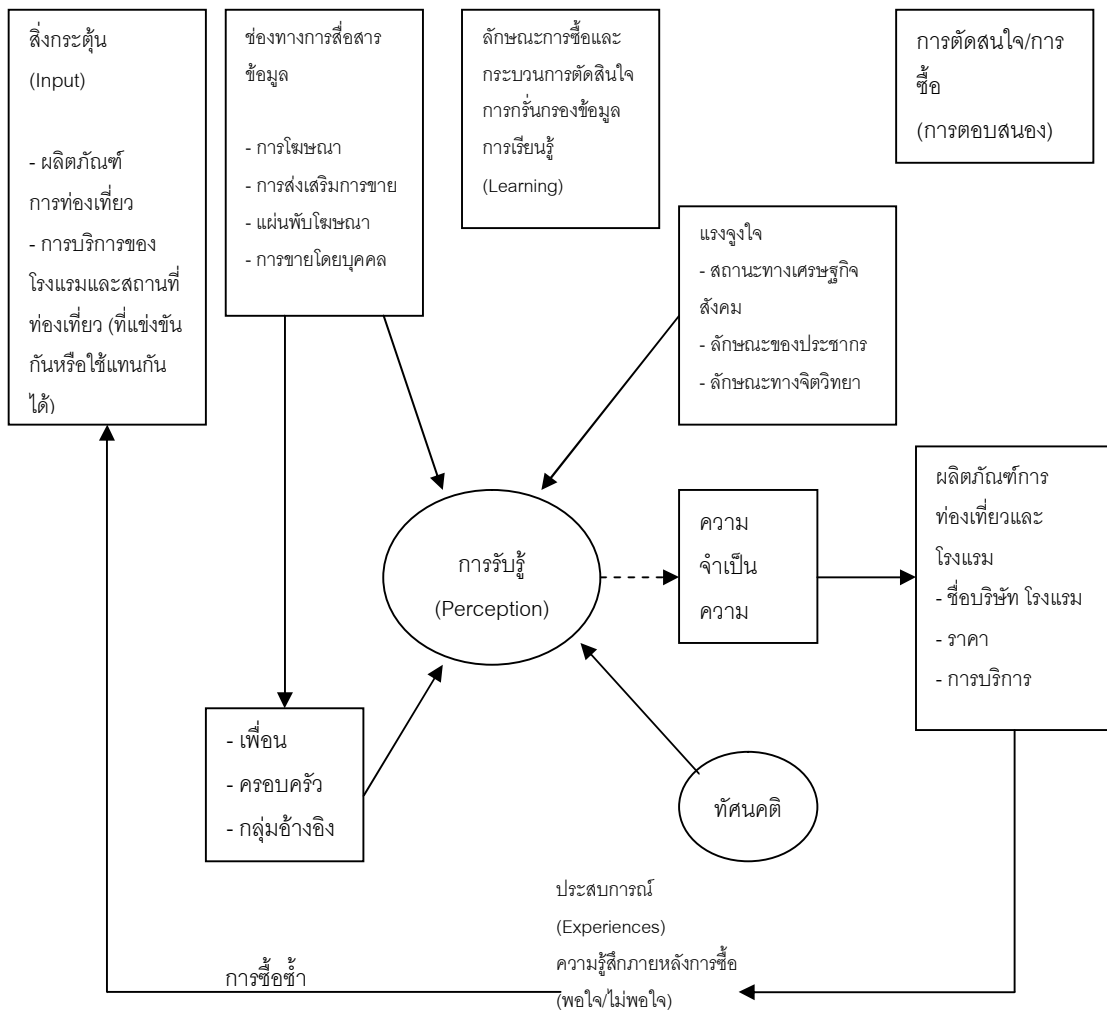 สิ่งกระตุ้น
(Input)
- ผลิตภัณฑ์
การท่องเที่ยว
- การบริการของ
โรงแรมและสถานที่
ท่องเที่ยว (ที่แข่งขัน
กันหรือใช้แทนกัน
ได้)
ช่องทางการสื่อสาร
ข้อมูล
- การโฆษณา
- การส่งเสริมการขาย
- แผ่นพับโฆษณา
- การขายโดยบุคคล
ลักษณะการซื้อและ
กระบวนการตัดสินใจ
การกรั่นกรองข้อมูล
การเรียนรู้
(Learning)
การตัดสนใจ/การ
ซื้อ
(การตอบสนอง)
แรงจูงใจ
- สถานะทางเศรษฐกิจ
สังคม
- ลักษณะของประชากร
- ลักษณะทางจิตวิทยา
การรับรู้
(Perception)
ความ
จำเป็น
ความ
ผลิตภัณฑ์การ
ท่องเที่ยวและ
โรงแรม
- ชื่อบริษัท โรงแรม
- ราคา
- การบริการ
- เพื่อน
- ครอบครัว
- กลุ่มอ้างอิง
ทัศนคติ
ประสบการณ์
(Experiences)
ความรู้สึกภายหลังการซื้อ
(พอใจ/ไม่พอใจ)
การซื้อซ้ำ